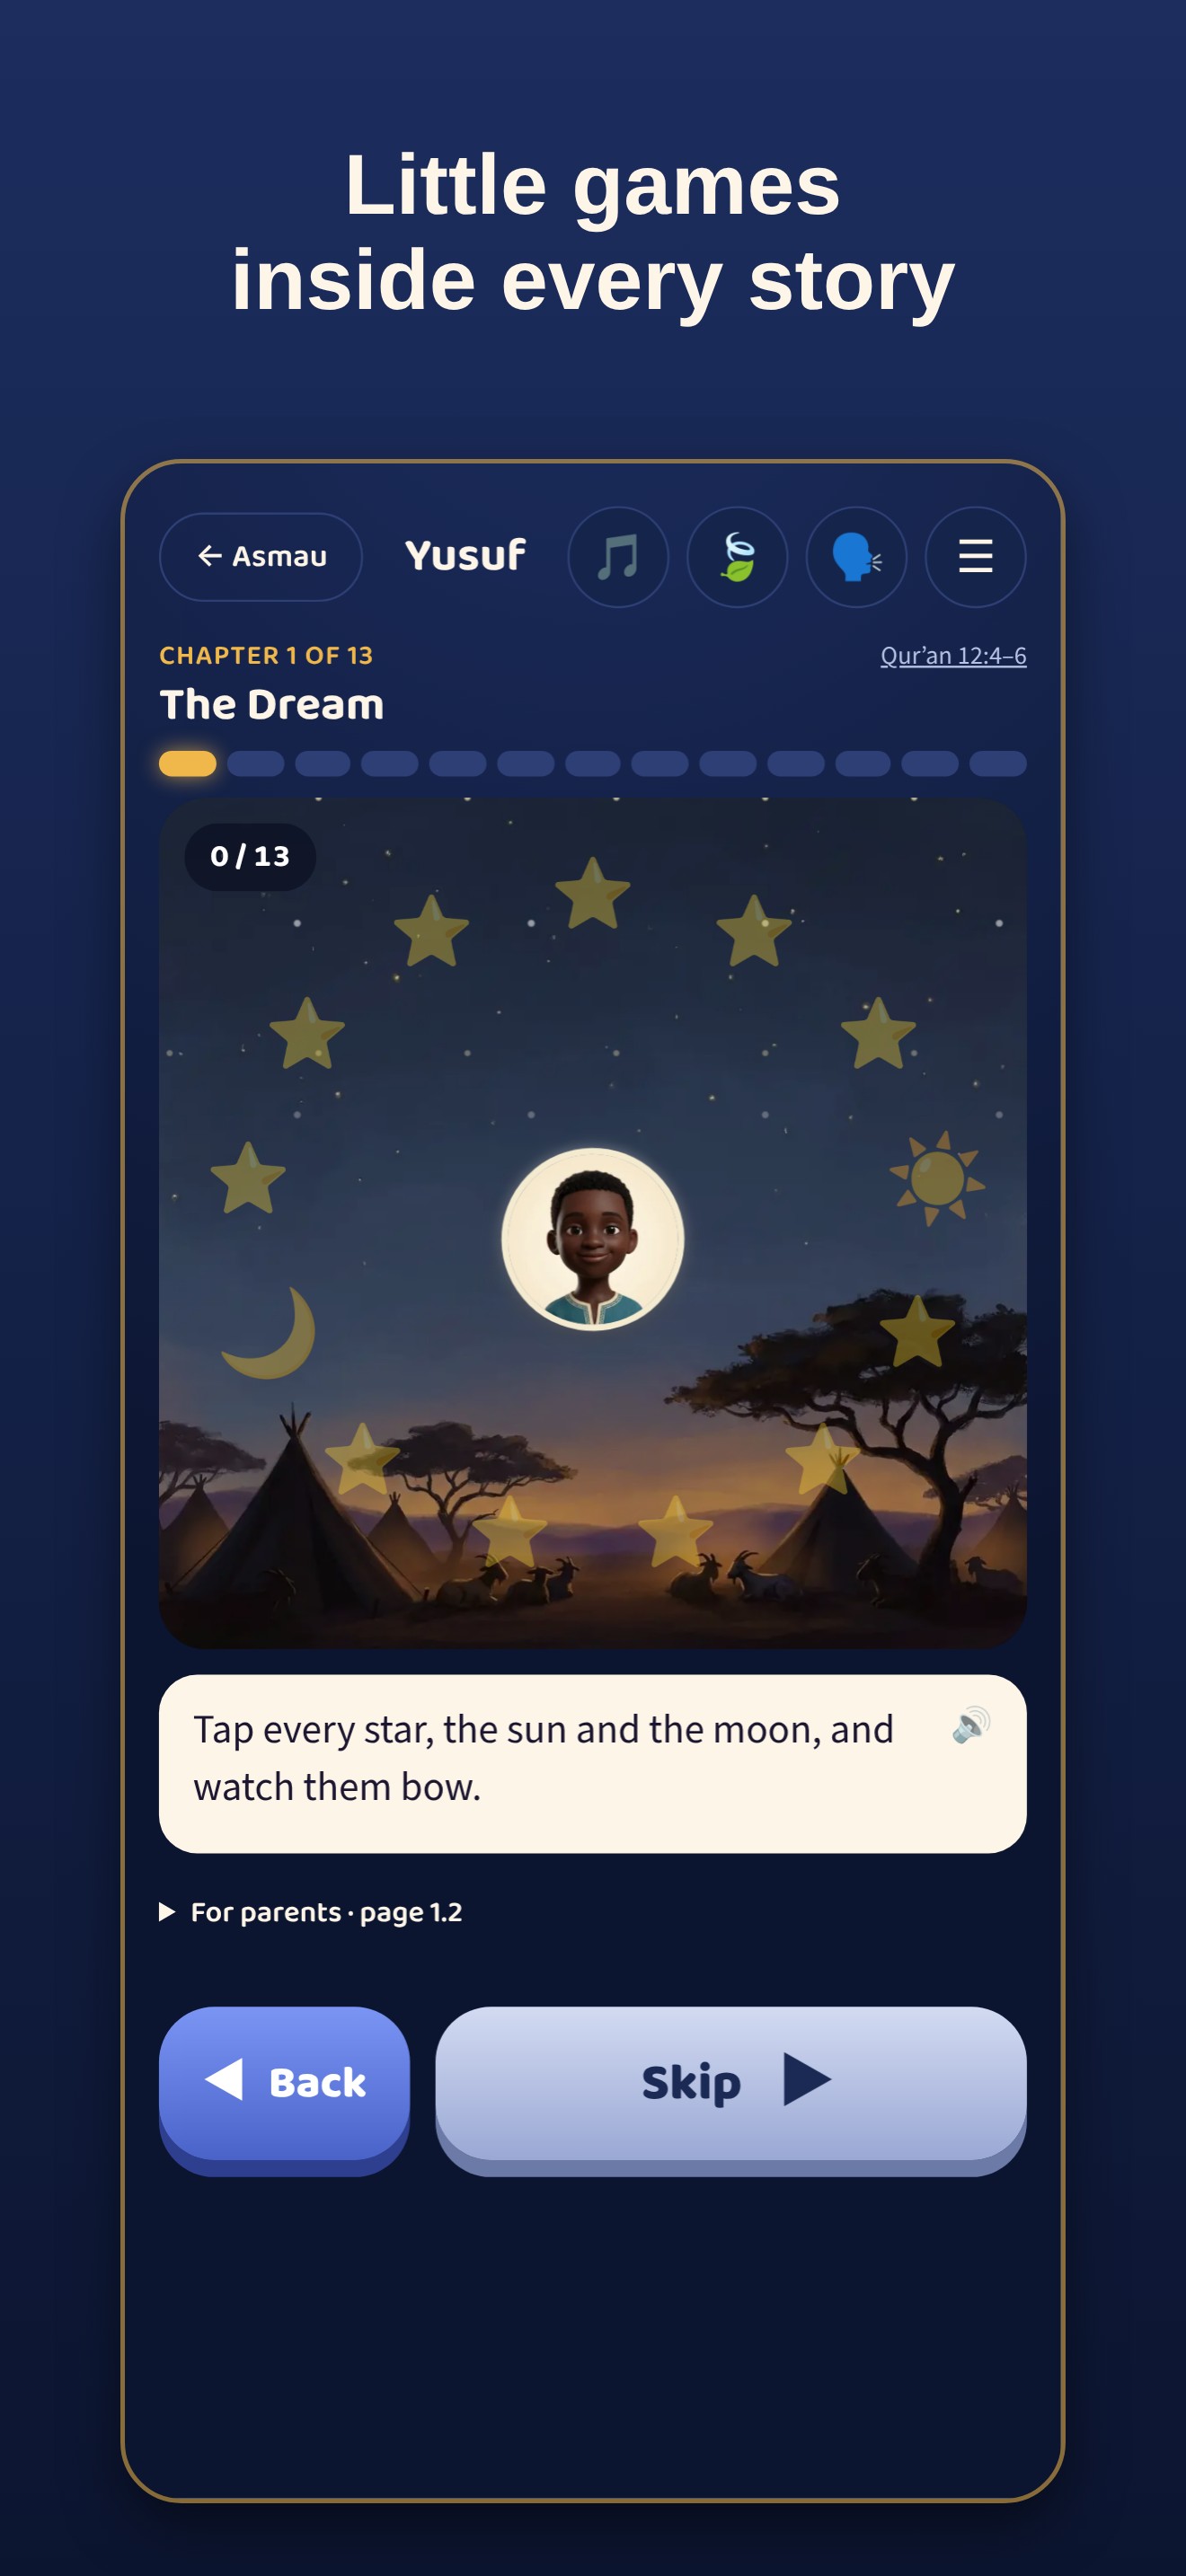 Little games
inside every story
← Asmau
Yusuf
CHAPTER 1 OF 13
Qur’an 12:4–6
The Dream
0 / 13
Tap every star, the sun and the moon, and
watch them bow.
For parents · page 1.2
Back
Skip